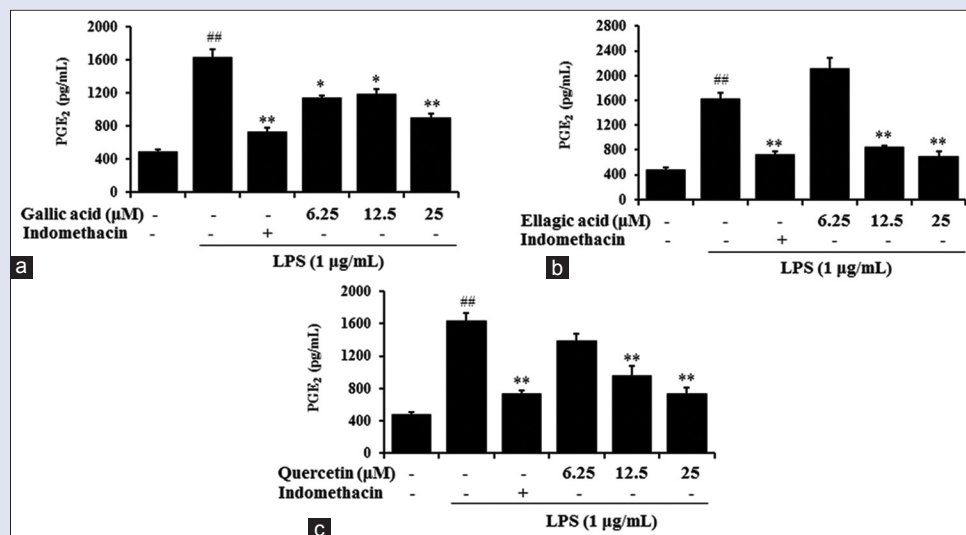 2000
1600
1200
800
400
0
PGE₂ (pg/mL)
##
**
*
*
**
Gallic acid (µM) - - - 6.25 12.5 25
Indomethacin - - + - - -
LPS (1 µg/mL)
a
2800
2400
2000
1600
800
400
0
PGE₂ (pg/mL)
##
**
**
**
Ellagic acid (µM) - - - 6.25 12.5 25
Indomethacin - - + - - -
LPS (1 µg/mL)
b
2000
1600
1200
800
400
0
PGE₂ (pg/mL)
##
**
**
**
Quercetin (µM) - - - 6.25 12.5 25
Indomethacin - - + - - -
LPS (1 µg/mL)
c